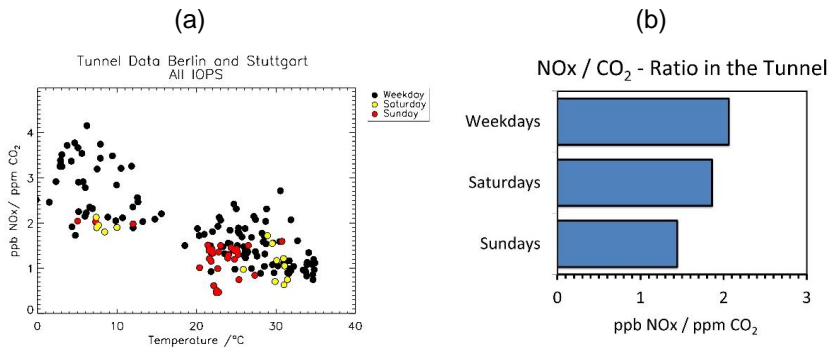 (a)
Tunnel Data Berlin and Stuttgart
All IOPS
Weekday
Saturday
Sunday
ppb NOx/ ppm CO₂
4
3
2
1
0
0 10 20 30 40
Temperature /°C
(b)
NOx / CO₂ - Ratio in the Tunnel
Weekdays
Saturdays
Sundays
0 1 2 3
ppb NOx / ppm CO₂